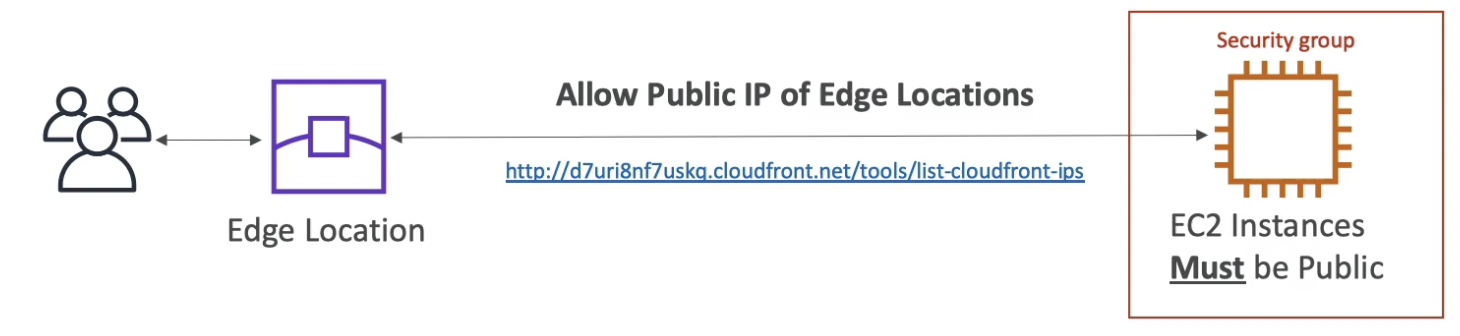 Security group
Allow Public IP of Edge Locations
http://d7uri8nf7uskq.cloudfront.net/tools/list-cloudfront-ips
Edge Location
EC2 Instances
Must be Public